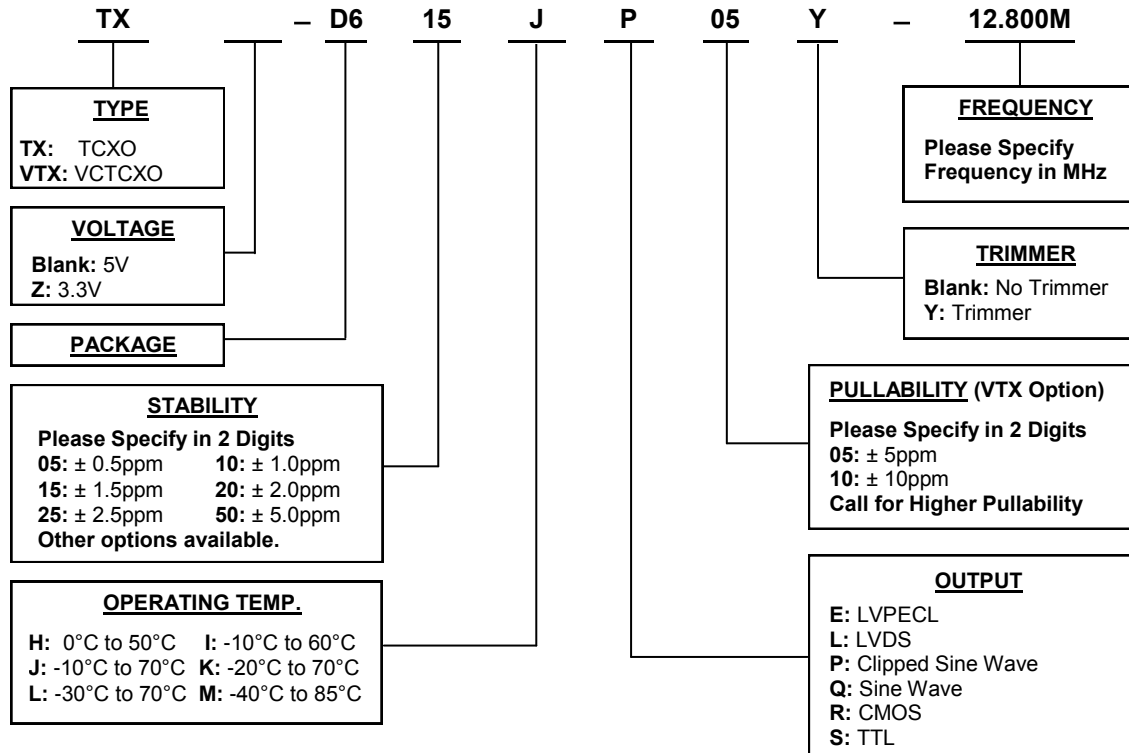 TX – D6 15 J P 05 Y – 12.800M
TYPE
TX: TCXO
VTX: VCTCXO
VOLTAGE
Blank: 5V
Z: 3.3V
PACKAGE
STABILITY
Please Specify in 2 Digits
05: ± 0.5ppm 10: ± 1.0ppm
15: ± 1.5ppm 20: ± 2.0ppm
25: ± 2.5ppm 50: ± 5.0ppm
Other options available.
OPERATING TEMP.
H: 0°C to 50°C I: -10°C to 60°C
J: -10°C to 70°C K: -20°C to 70°C
L: -30°C to 70°C M: -40°C to 85°C
FREQUENCY
Please Specify
Frequency in MHz
TRIMMER
Blank: No Trimmer
Y: Trimmer
PULLABILITY (VTX Option)
Please Specify in 2 Digits
05: ± 5ppm
10: ± 10ppm
Call for Higher Pullability
OUTPUT
E: LVPECL
L: LVDS
P: Clipped Sine Wave
Q: Sine Wave
R: CMOS
S: TTL